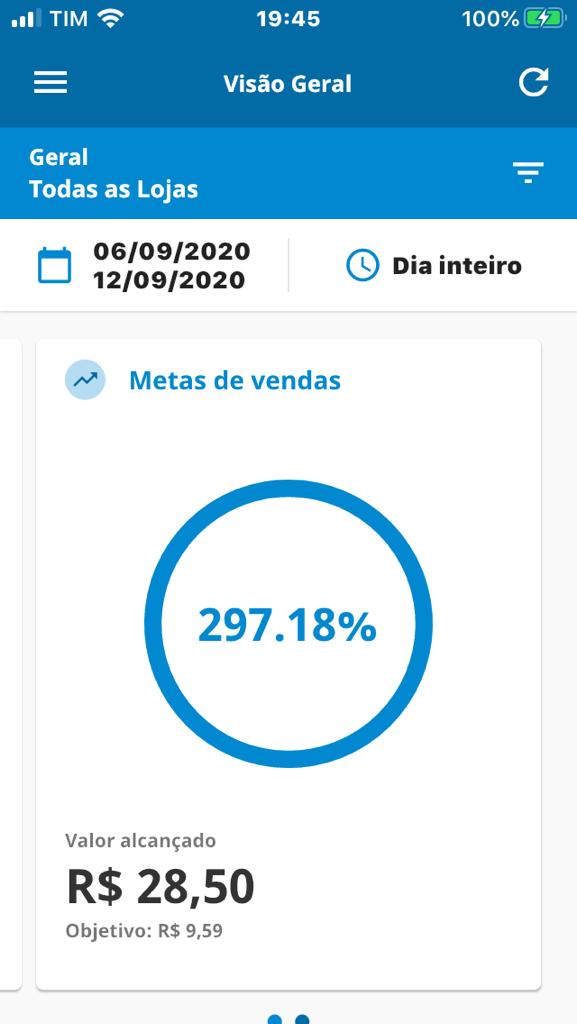 TIM 19:45 100%
Visão Geral
Geral
Todas as Lojas
06/09/2020
12/09/2020
Dia inteiro
Metas de vendas
297.18%
Valor alcançado
R$ 28,50
Objetivo: R$ 9,59